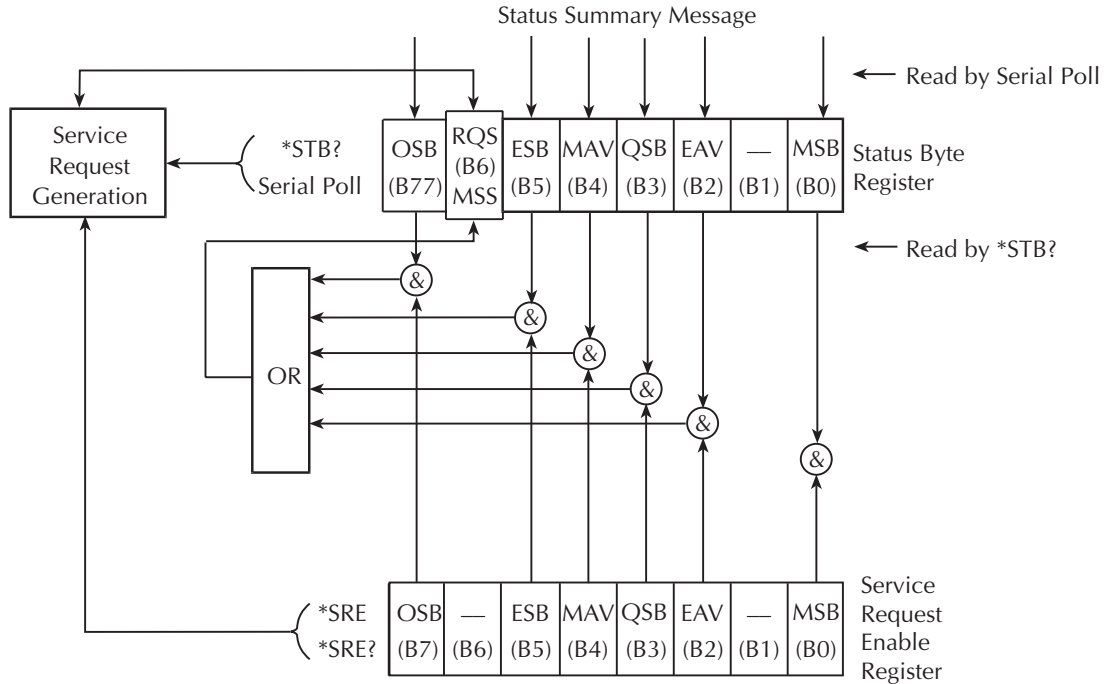 Status Summary Message
Read by Serial Poll
Service
Request
Generation
*STB?
Serial Poll
OSB
(B77)
RQS
(B6)
MSS
ESB
(B5)
MAV
(B4)
QSB
(B3)
EAV
(B2)
—
(B1)
MSB
(B0)
Status Byte
Register
Read by *STB?
&
&
&
&
&
&
OR
*SRE
*SRE?
OSB
(B7)
—
(B6)
ESB
(B5)
MAV
(B4)
QSB
(B3)
EAV
(B2)
—
(B1)
MSB
(B0)
Service
Request
Enable
Register